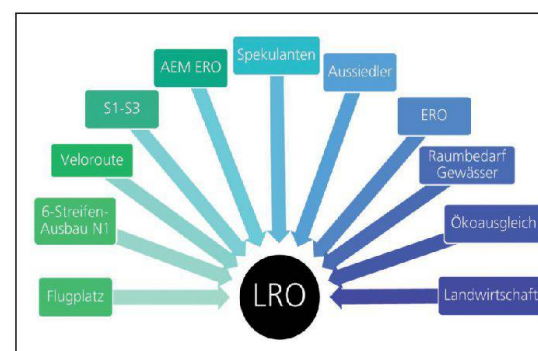 Spekulanten
AEM ERO
Aussiedler
S1-S3
ERO
Veloroute
Raumbedarf
Gewässer
6-Streifen-
Ausbau N1
Ökoausgleich
Flugplatz
LRO
Landwirtschaft